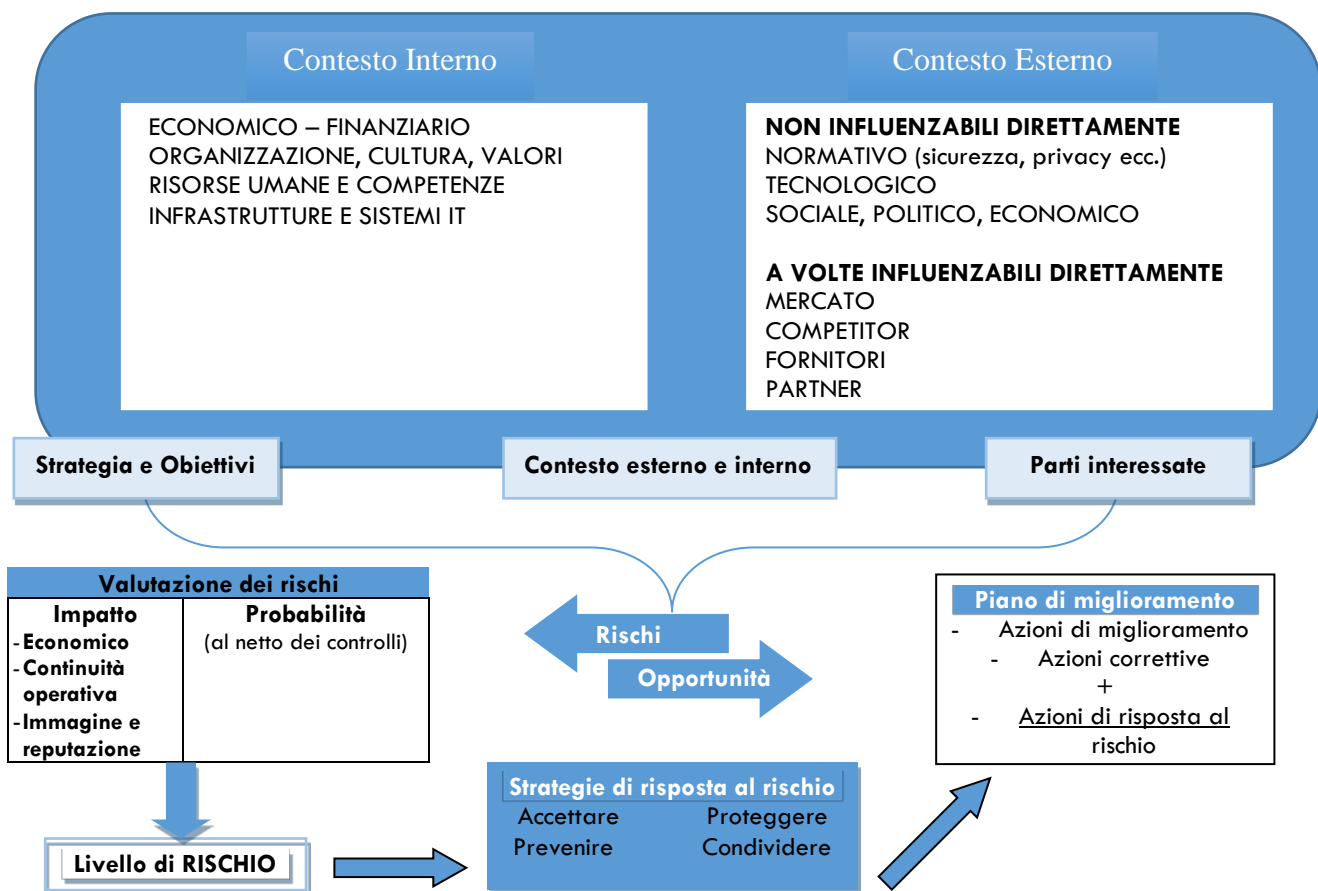 Contesto Interno
ECONOMICO – FINANZIARIO
ORGANIZZAZIONE, CULTURA, VALORI
RISORSE UMANE E COMPETENZE
INFRASTRUTTURE E SISTEMI IT
Contesto Esterno
NON INFLUENZABILI DIRETTAMENTE
NORMATIVO (sicurezza, privacy ecc.)
TECNOLOGICO
SOCIALE, POLITICO, ECONOMICO
A VOLTE INFLUENZABILI DIRETTAMENTE
MERCATO
COMPETITOR
FORNITORI
PARTNER
Strategia e Obiettivi
Contesto esterno e interno
Parti interessate
Valutazione dei rischi
Impatto
- Economico
- Continuità
operativa
- Immagine e
reputazione
Probabilità
(al netto dei controlli)
Rischi
Opportunità
Piano di miglioramento
- Azioni di miglioramento
- Azioni correttive
+
- Azioni di risposta al
rischio
Livello di RISCHIO
Strategie di risposta al rischio
Accettare Proteggere
Prevenire Condividere